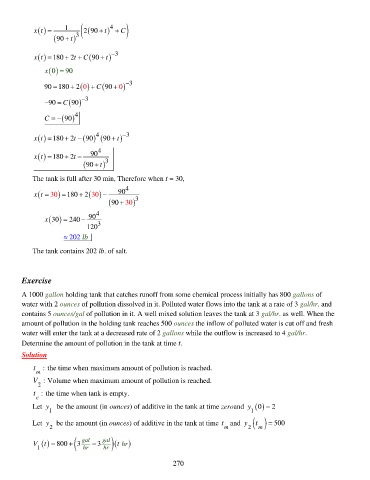 x(t) = 1/(90+t)^3 (2(90+t)^4 + C)
x(t) = 180 + 2t + C(90+t)^-3
x(0) = 90
90 = 180 + 2(0) + C(90+0)^-3
-90 = C(90)^-3
C = -(90)^4
x(t) = 180 + 2t - (90)^4 (90+t)^-3
x(t) = 180 + 2t - 90^4/(90+t)^3
The tank is full after 30 min, Therefore when t = 30,
x(t = 30) = 180 + 2(30) - 90^4/(90+30)^3
x(30) = 240 - 90^4/120^3
≈ 202 lb
The tank contains 202 lb. of salt.
Exercise
A 1000 gallon holding tank that catches runoff from some chemical process initially has 800 gallons of
water with 2 ounces of pollution dissolved in it. Polluted water flows into the tank at a rate of 3 gal/hr. and
contains 5 ounces/gal of pollution in it. A well mixed solution leaves the tank at 3 gal/hr. as well. When the
amount of pollution in the holding tank reaches 500 ounces the inflow of polluted water is cut off and fresh
water will enter the tank at a decreased rate of 2 gallons while the outflow is increased to 4 gal/hr.
Determine the amount of pollution in the tank at time t.
Solution
t_m : the time when maximum amount of pollution is reached.
V_2 : Volume when maximum amount of pollution is reached.
t_e : the time when tank is empty.
Let y_1 be the amount (in ounces) of additive in the tank at time zero and y_1(0) = 2
Let y_2 be the amount (in ounces) of additive in the tank at time t_m and y_2(t_m) = 500
V_1(t) = 800 + (3 gal/hr - 3 gal/hr)(t hr)
270